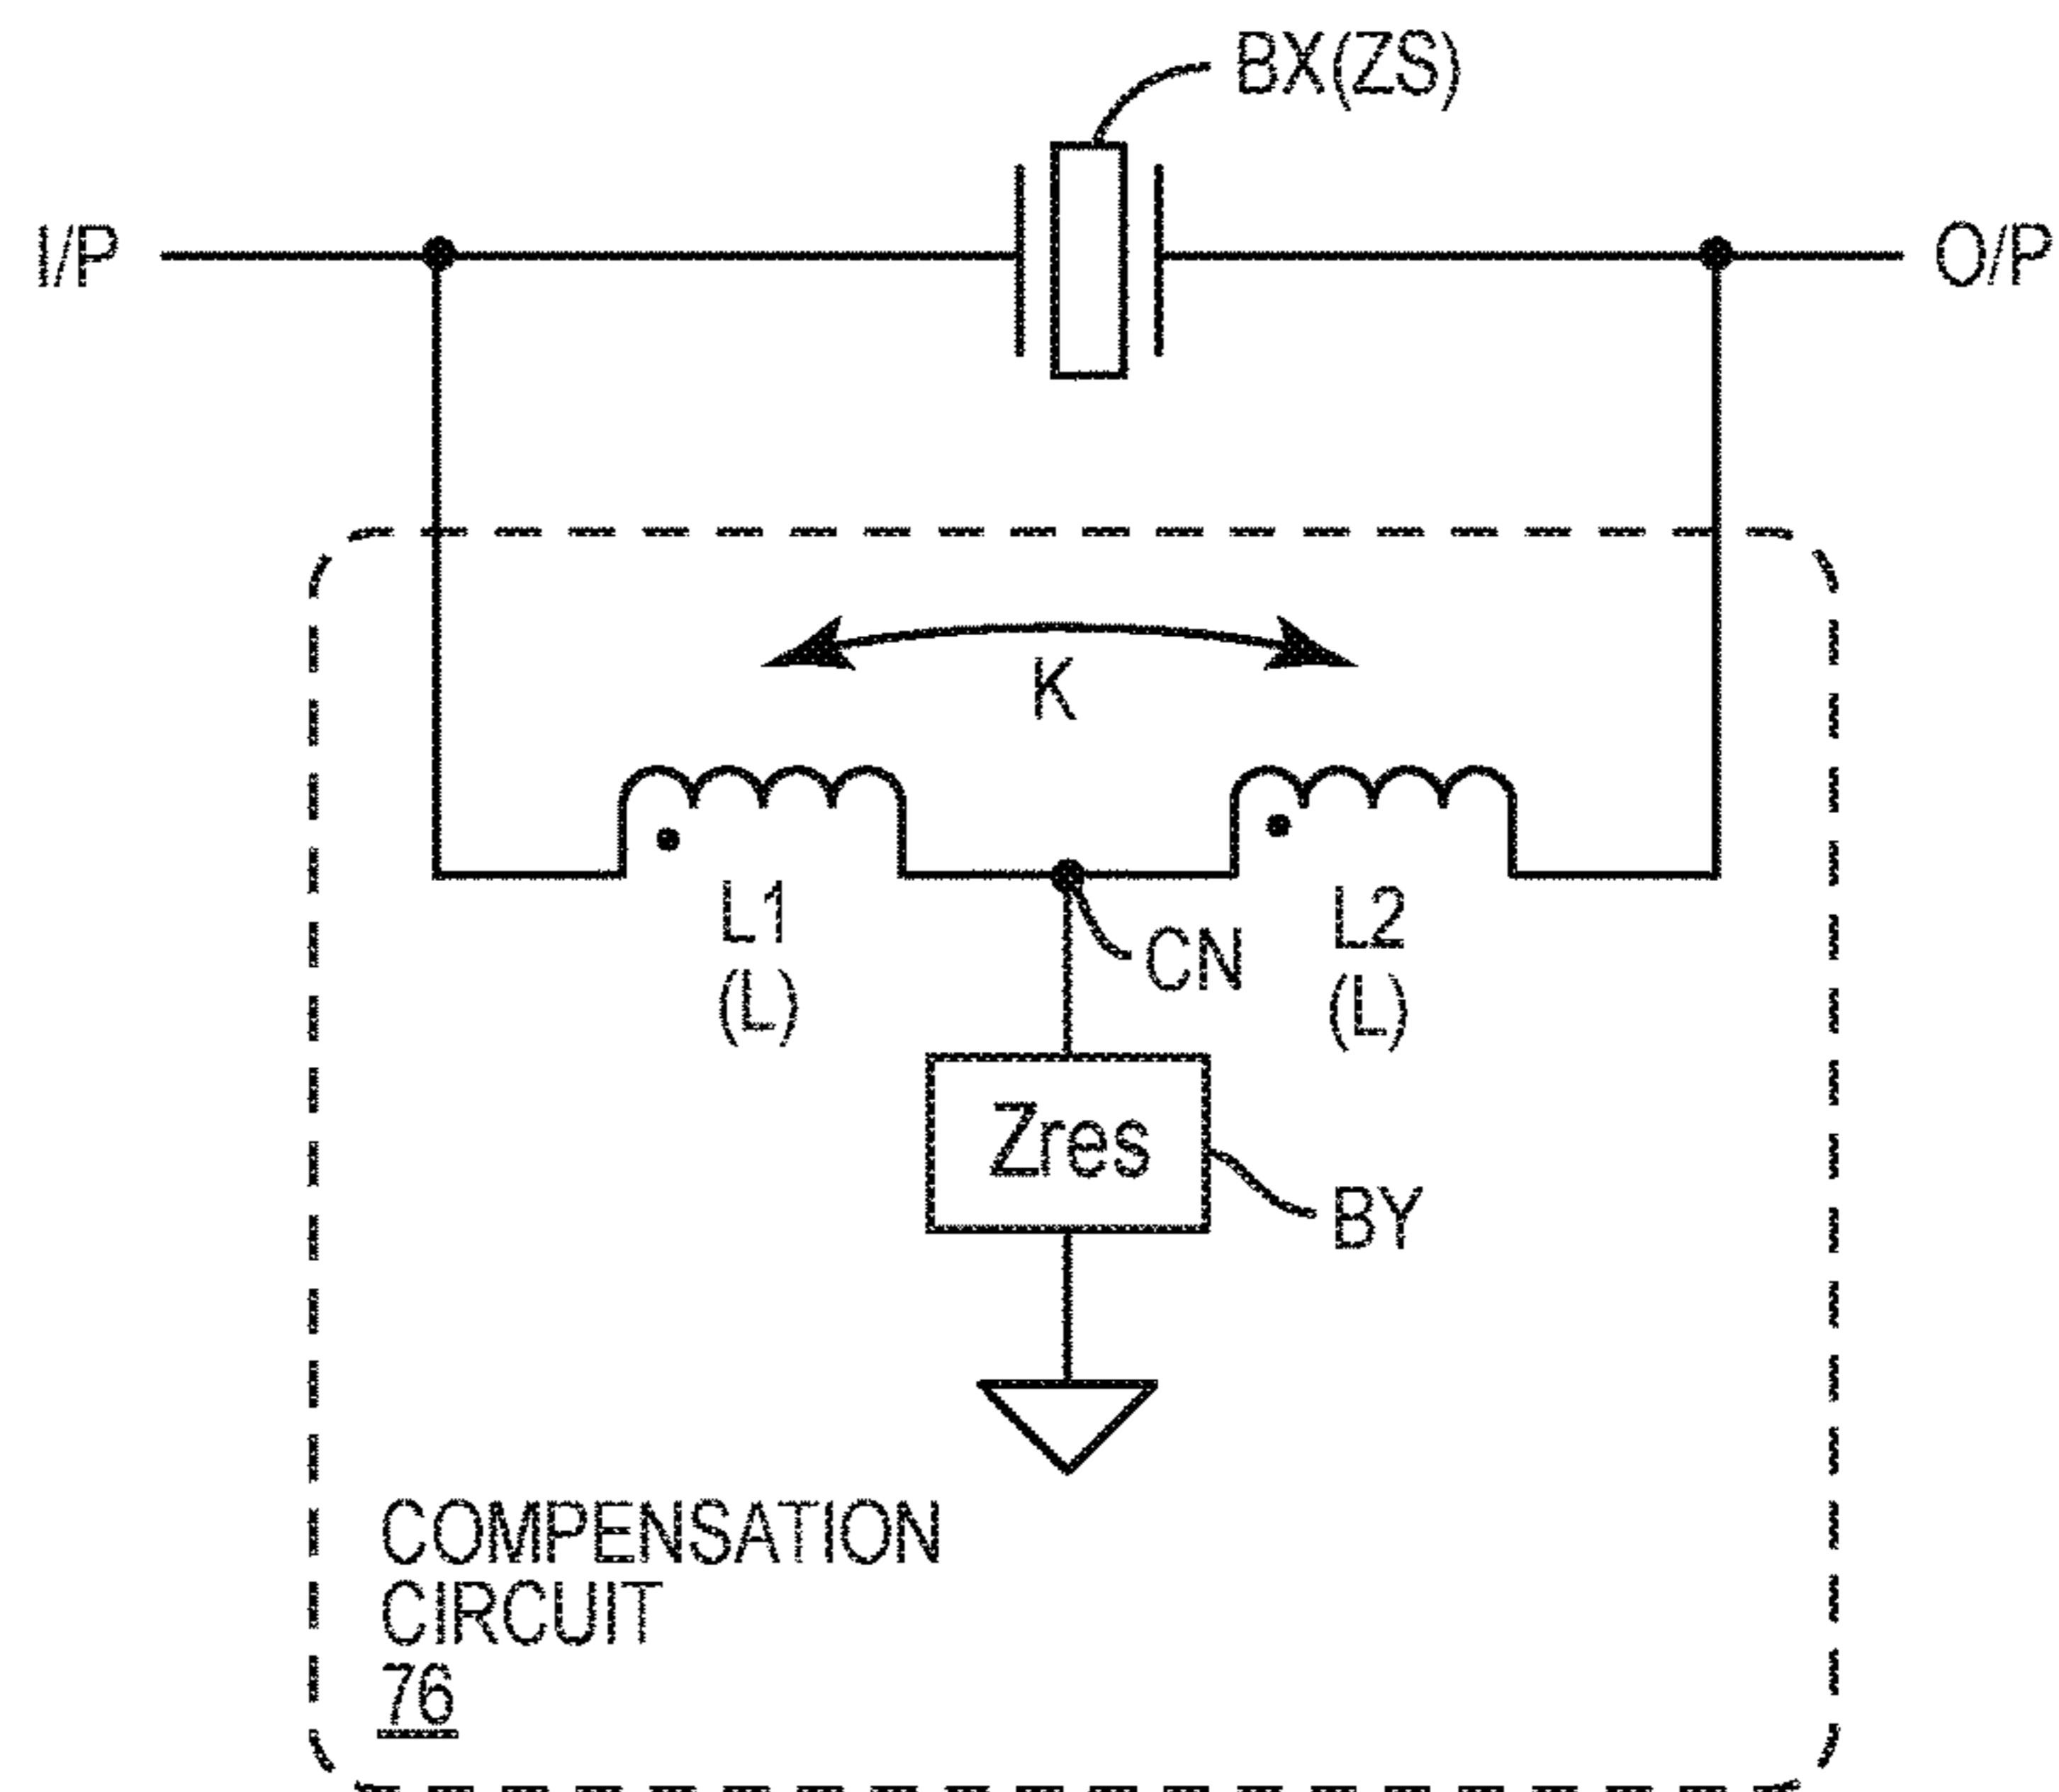 BX(ZS)
I/P
O/P
K
L1
(L)
CN
L2
(L)
Zres
BY
COMPENSATION
CIRCUIT
76